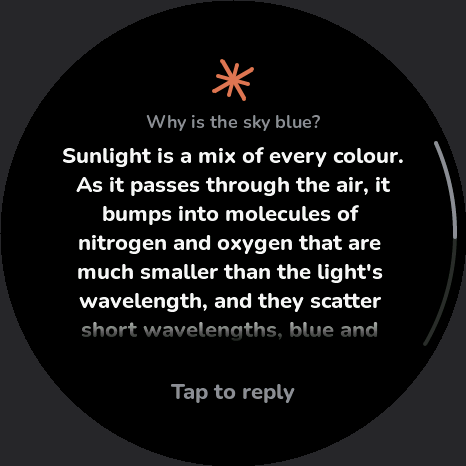 Why is the sky blue?
Sunlight is a mix of every colour.
As it passes through the air, it
bumps into molecules of
nitrogen and oxygen that are
much smaller than the light's
wavelength, and they scatter
short wavelengths, blue and
Tap to reply